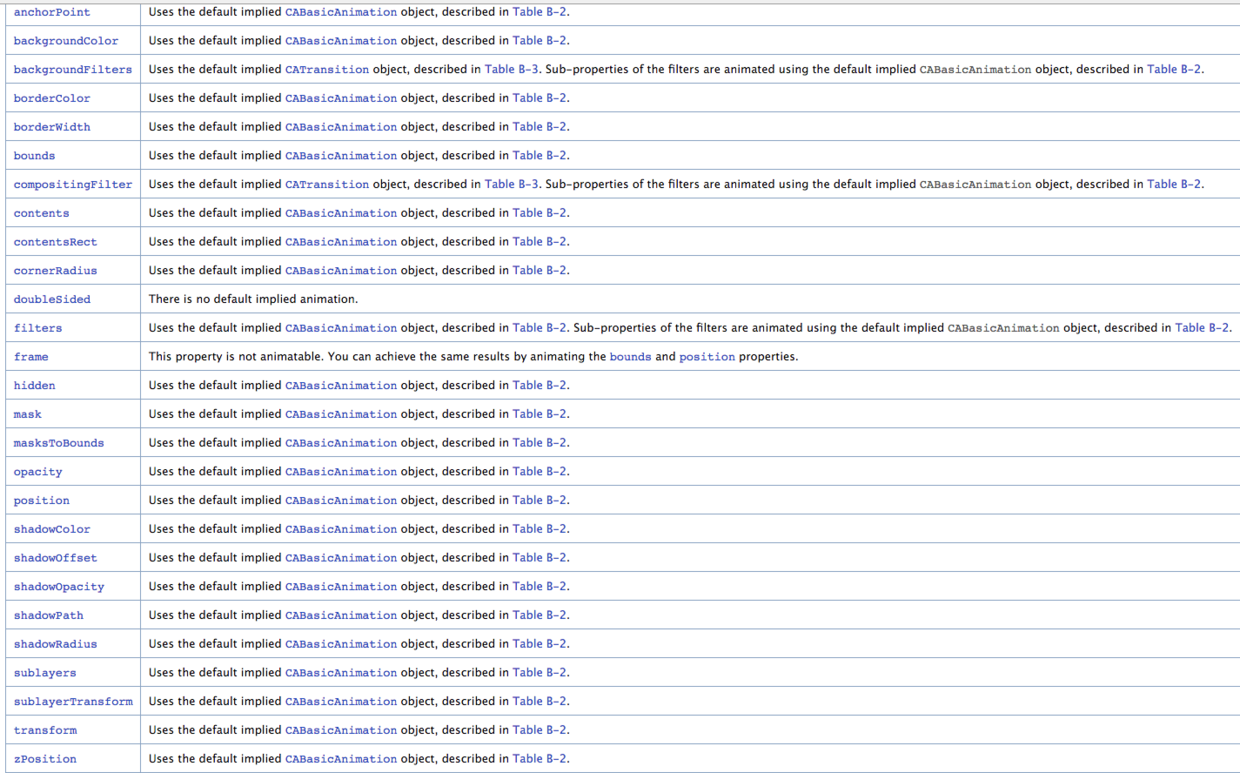 anchorPoint Uses the default implied CABasicAnimation object, described in Table B-2.
backgroundColor Uses the default implied CABasicAnimation object, described in Table B-2.
backgroundFilters Uses the default implied CATransition object, described in Table B-3. Sub-properties of the filters are animated using the default implied CABasicAnimation object, described in Table B-2.
borderColor Uses the default implied CABasicAnimation object, described in Table B-2.
borderWidth Uses the default implied CABasicAnimation object, described in Table B-2.
bounds Uses the default implied CABasicAnimation object, described in Table B-2.
compositingFilter Uses the default implied CATransition object, described in Table B-3. Sub-properties of the filters are animated using the default implied CABasicAnimation object, described in Table B-2.
contents Uses the default implied CABasicAnimation object, described in Table B-2.
contentsRect Uses the default implied CABasicAnimation object, described in Table B-2.
cornerRadius Uses the default implied CABasicAnimation object, described in Table B-2.
doubleSided There is no default implied animation.
filters Uses the default implied CABasicAnimation object, described in Table B-2. Sub-properties of the filters are animated using the default implied CABasicAnimation object, described in Table B-2.
frame This property is not animatable. You can achieve the same results by animating the bounds and position properties.
hidden Uses the default implied CABasicAnimation object, described in Table B-2.
mask Uses the default implied CABasicAnimation object, described in Table B-2.
masksToBounds Uses the default implied CABasicAnimation object, described in Table B-2.
opacity Uses the default implied CABasicAnimation object, described in Table B-2.
position Uses the default implied CABasicAnimation object, described in Table B-2.
shadowColor Uses the default implied CABasicAnimation object, described in Table B-2.
shadowOffset Uses the default implied CABasicAnimation object, described in Table B-2.
shadowOpacity Uses the default implied CABasicAnimation object, described in Table B-2.
shadowPath Uses the default implied CABasicAnimation object, described in Table B-2.
shadowRadius Uses the default implied CABasicAnimation object, described in Table B-2.
sublayers Uses the default implied CABasicAnimation object, described in Table B-2.
sublayerTransform Uses the default implied CABasicAnimation object, described in Table B-2.
transform Uses the default implied CABasicAnimation object, described in Table B-2.
zPosition Uses the default implied CABasicAnimation object, described in Table B-2.